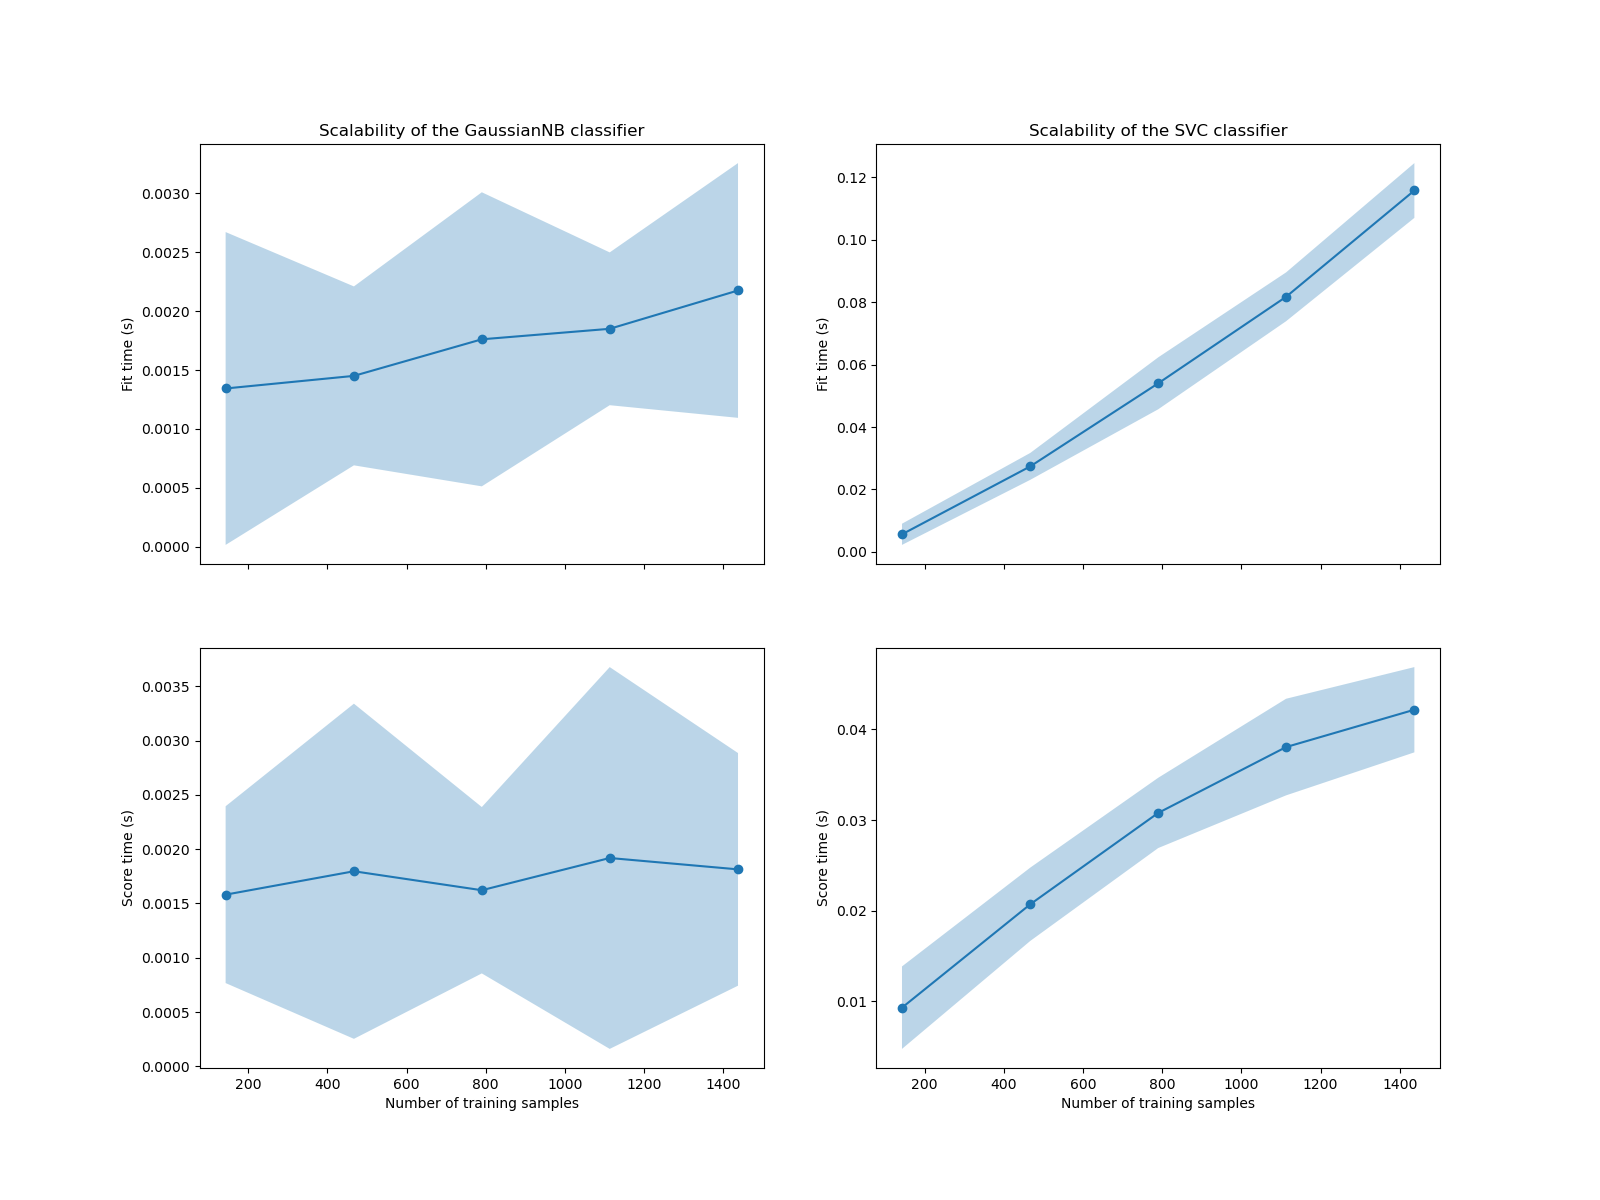 Scalability of the GaussianNB classifier
Fit time (s)
0.0030
0.0025
0.0020
0.0015
0.0010
0.0005
0.0000
Scalability of the SVC classifier
Fit time (s)
0.12
0.10
0.08
0.06
0.04
0.02
0.00
Score time (s)
0.0035
0.0030
0.0025
0.0020
0.0015
0.0010
0.0005
0.0000
200 400 600 800 1000 1200 1400
Number of training samples
Score time (s)
0.04
0.03
0.02
0.01
200 400 600 800 1000 1200 1400
Number of training samples